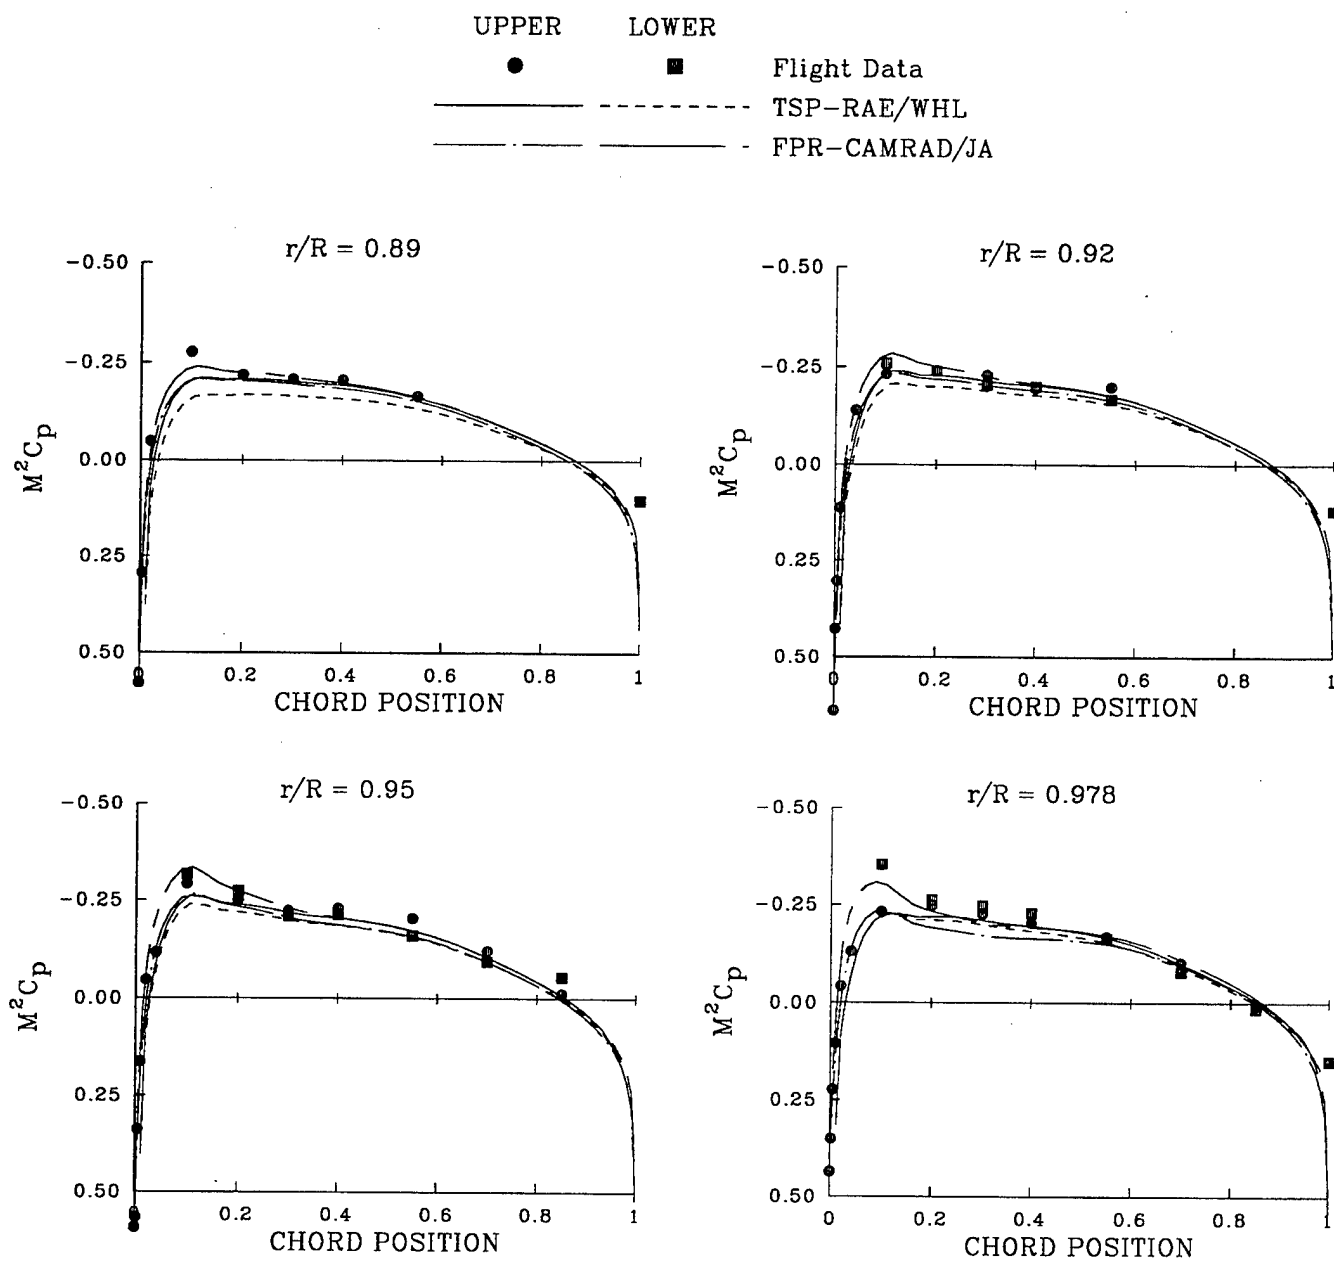 UPPER LOWER
Flight Data
TSP-RAE/WHL
FPR-CAMRAD/JA
r/R = 0.89
-0.50
-0.25
0.00
0.25
0.50
M²Cp
0 0.2 0.4 0.6 0.8 1
CHORD POSITION
r/R = 0.92
-0.50
-0.25
0.00
0.25
0.50
M²Cp
0 0.2 0.4 0.6 0.8 1
CHORD POSITION
r/R = 0.95
-0.50
-0.25
0.00
0.25
0.50
M²Cp
0.2 0.4 0.6 0.8 1
CHORD POSITION
r/R = 0.978
-0.50
-0.25
0.00
0.25
0.50
M²Cp
0 0.2 0.4 0.6 0.8 1
CHORD POSITION